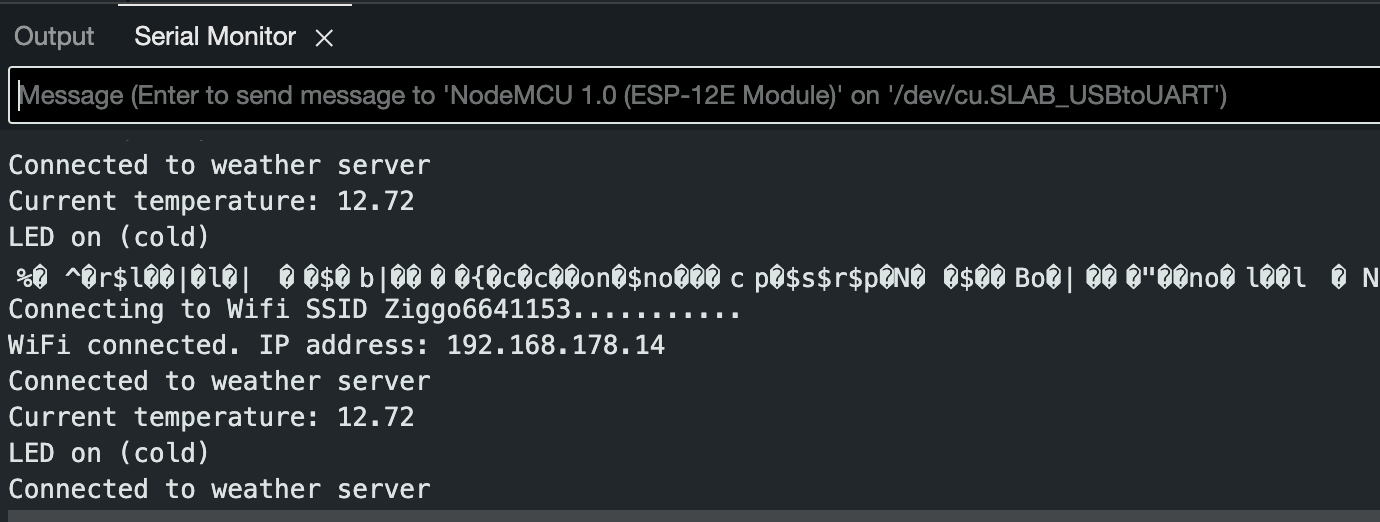 Output Serial Monitor ×
Message (Enter to send message to 'NodeMCU 1.0 (ESP-12E Module)' on '/dev/cu.SLAB_USBtoUART')
Connected to weather server
Current temperature: 12.72
LED on (cold)
%� ^�r$l��|�l�| ��$�b|����{�c�c��on�$no���cp�$s$r$p�N��$��Bo�|���"��no�l��l�N
Connecting to Wifi SSID Ziggo6641153...........
WiFi connected. IP address: 192.168.178.14
Connected to weather server
Current temperature: 12.72
LED on (cold)
Connected to weather server